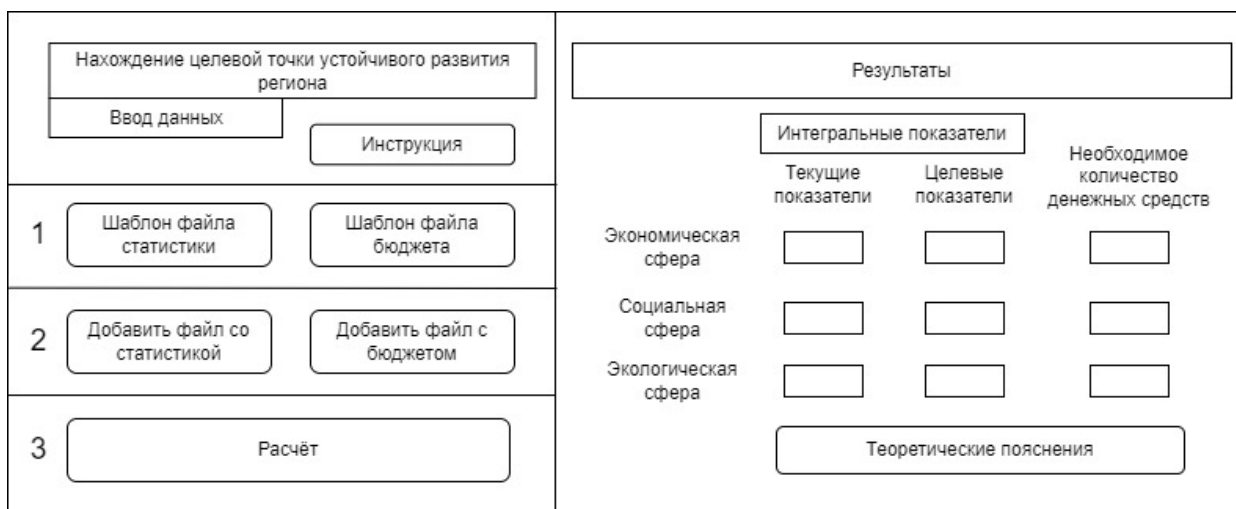 Нахождение целевой точки устойчивого развития
региона
Ввод данных
Инструкция
1
Шаблон файла
статистики
Шаблон файла
бюджета
2
Добавить файл со
статистикой
Добавить файл с
бюджетом
3
Расчёт
Результаты
Интегральные показатели
Текущие
показатели
Целевые
показатели
Необходимое
количество
денежных средств
Экономическая
сфера
Социальная
сфера
Экологическая
сфера
Теоретические пояснения